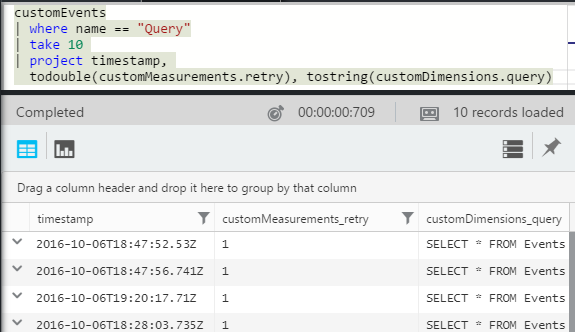 customEvents
| where name == "Query"
| take 10
| project timestamp,
todouble(customMeasurements.retry), tostring(customDimensions.query)
Completed 00:00:00:709 10 records loaded
Drag a column header and drop it here to group by that column
timestamp customMeasurements_retry customDimensions_query
2016-10-06T18:47:52.53Z 1 SELECT * FROM Events
2016-10-06T18:47:56.741Z 1 SELECT * FROM Events
2016-10-06T19:20:17.71Z 1 SELECT * FROM Events
2016-10-06T18:28:03.735Z 1 SELECT * FROM Events